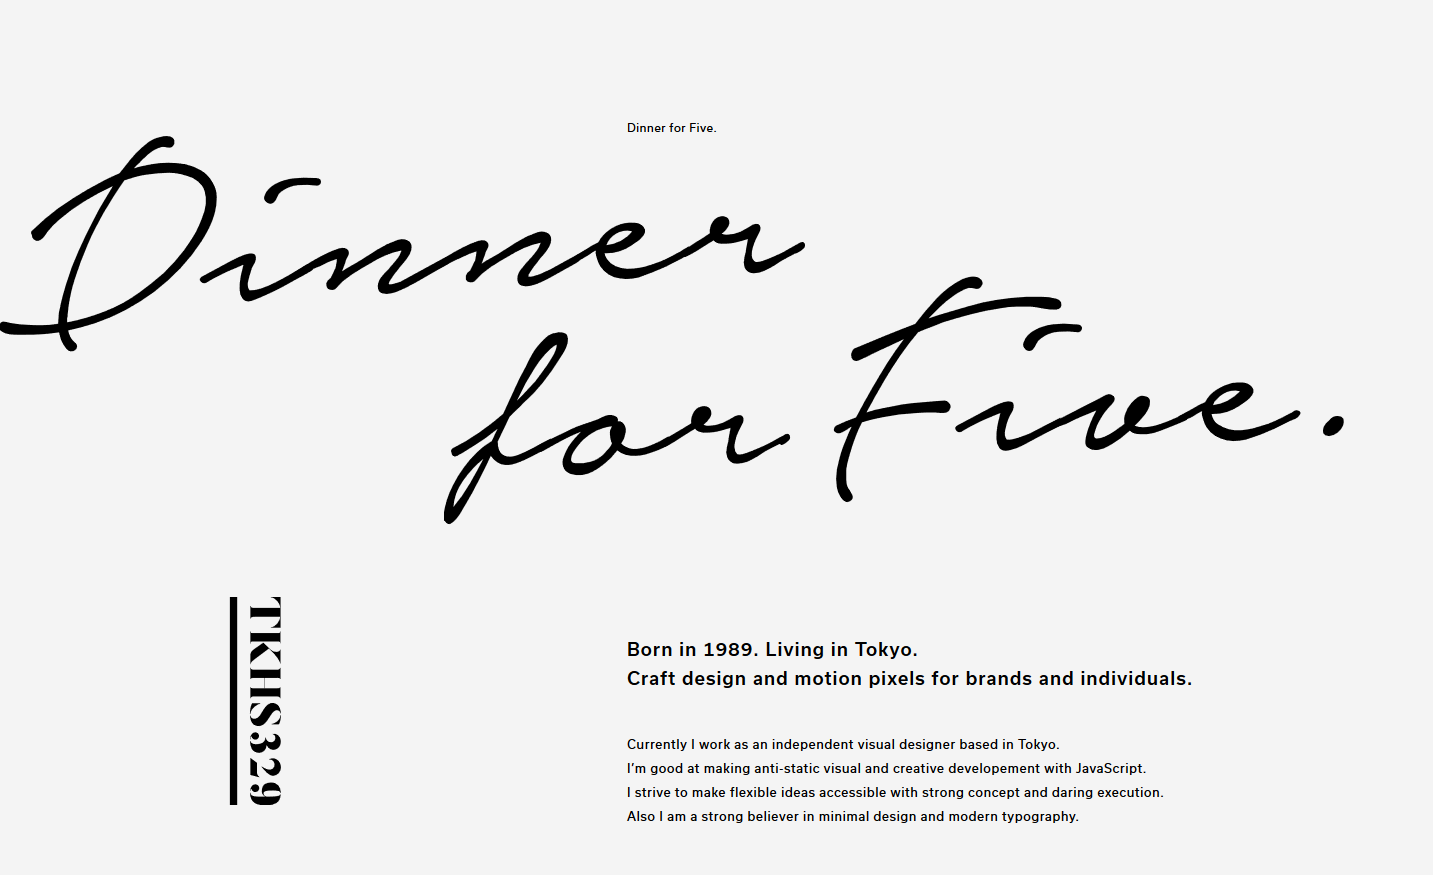 Dinner for Five.
Dinner
for Five.
TKHS329
Born in 1989. Living in Tokyo.
Craft design and motion pixels for brands and individuals.
Currently I work as an independent visual designer based in Tokyo.
I'm good at making anti-static visual and creative developement with JavaScript.
I strive to make flexible ideas accessible with strong concept and daring execution.
Also I am a strong believer in minimal design and modern typography.